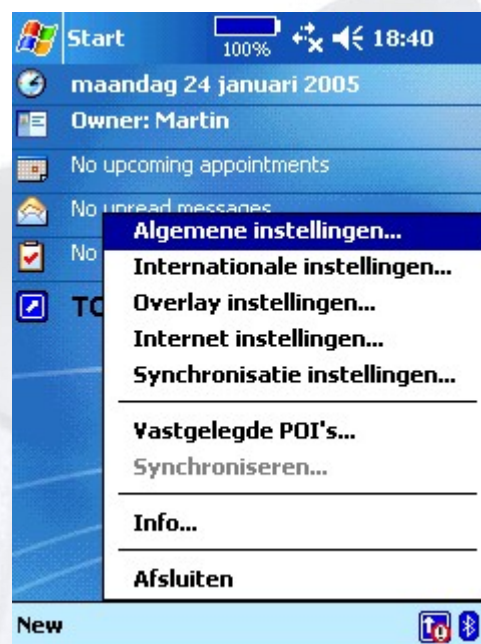 Start 100% 18:40
maandag 24 januari 2005
Owner: Martin
No upcoming appointments
No unread messages
No
TO
Algemene instellingen...
Internationale instellingen...
Overlay instellingen...
Internet instellingen...
Synchronisatie instellingen...
Vastgelegde POI's...
Synchroniseren...
Info...
Afsluiten
New